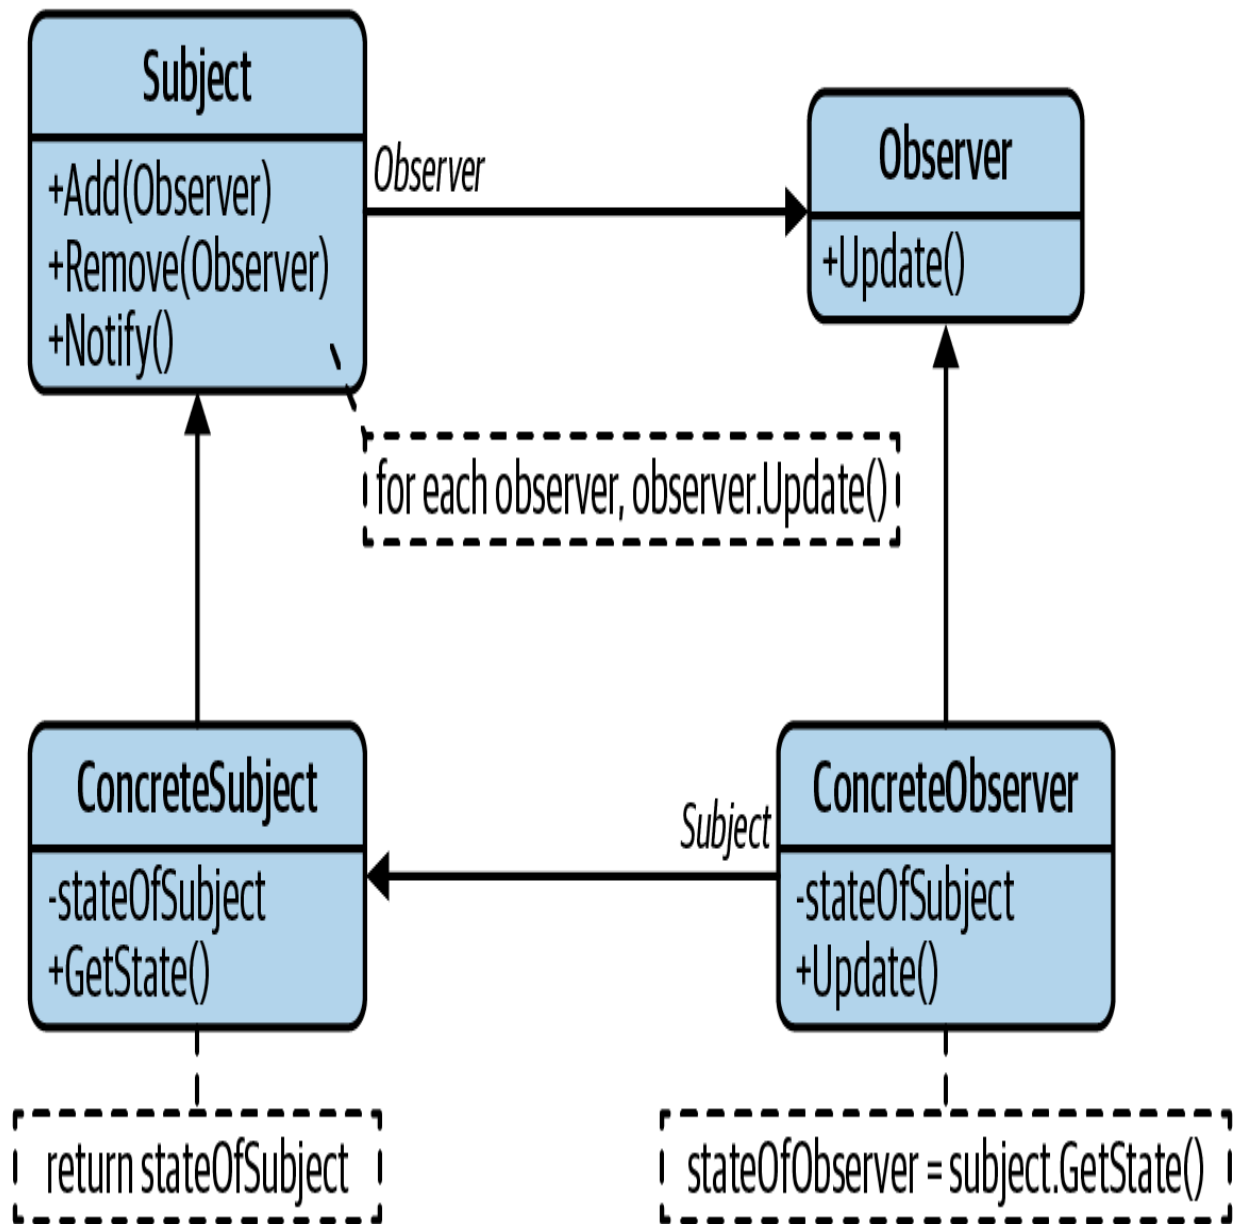 Subject
+Add(Observer)
+Remove(Observer)
+Notify()
Observer
Observer
+Update()
for each observer, observer.Update()
ConcreteSubject
-stateOfSubject
+GetState()
Subject
ConcreteObserver
-stateOfSubject
+Update()
return stateOfSubject
stateOfObserver = subject.GetState()